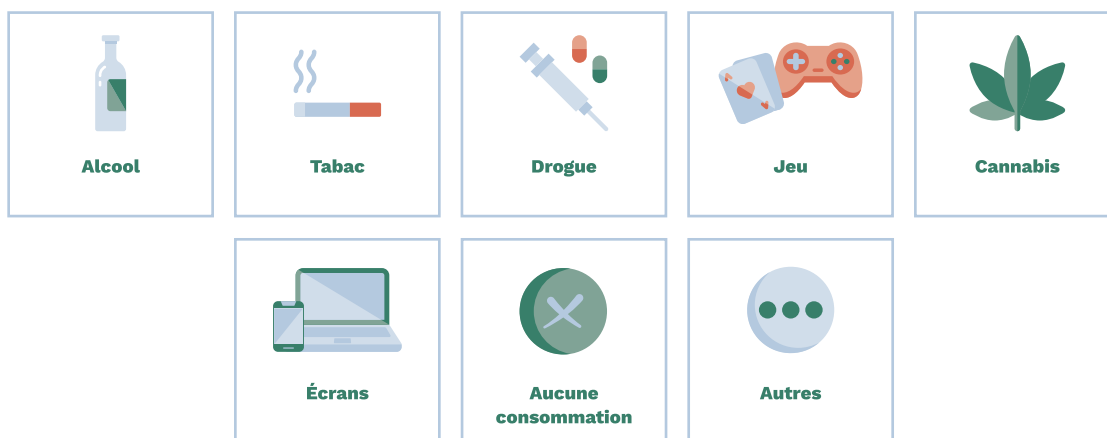 Alcool
Tabac
Drogue
Jeu
Cannabis
Écrans
Aucune
consommation
Autres